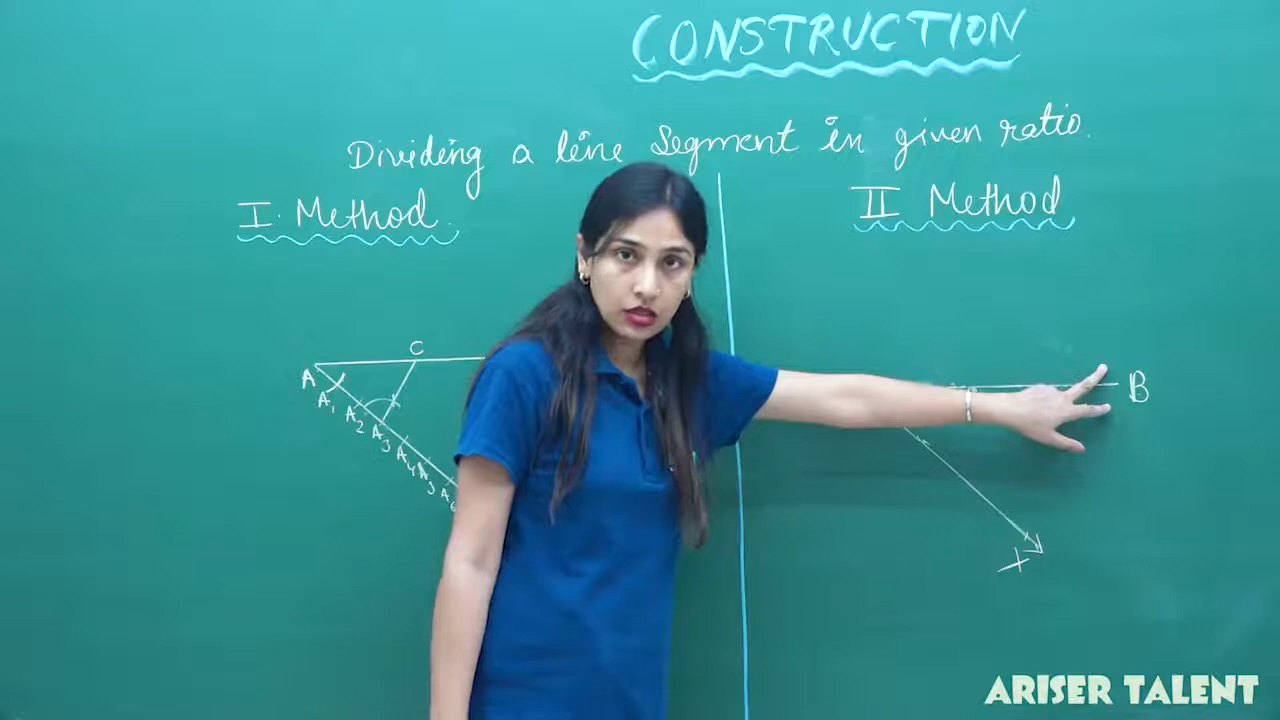 CONSTRUCTION
Dividing a line Segment in given ratio.
I. Method.
II Method
C
A
A1
A2
A3
A4
A5
A6
B
X
ARISER TALENT